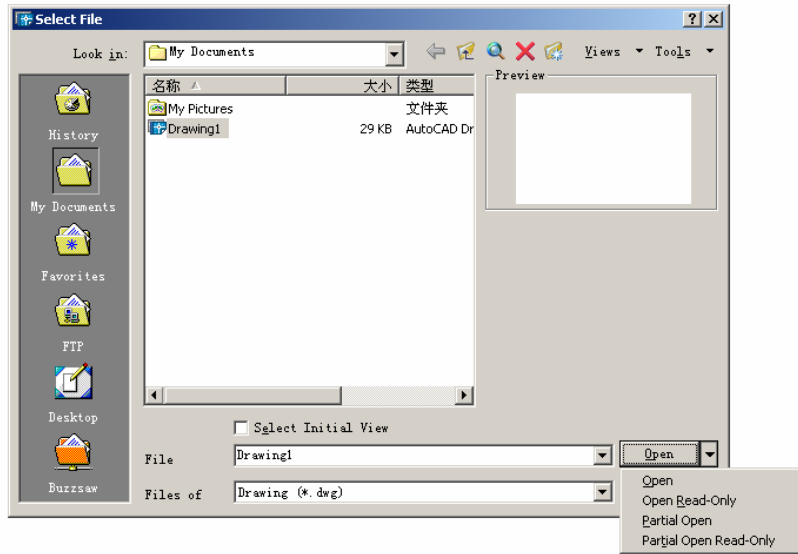 Select File
Look in: My Documents Views Tools
名称 大小 类型
My Pictures 文件夹
Drawing1 29 KB AutoCAD Dr
Preview
History
My Documents
Favorites
FTP
Desktop
Buzzsaw
Select Initial View
File Drawing1 Open
Files of Drawing (*.dwg)
Open
Open Read-Only
Partial Open
Partial Open Read-Only